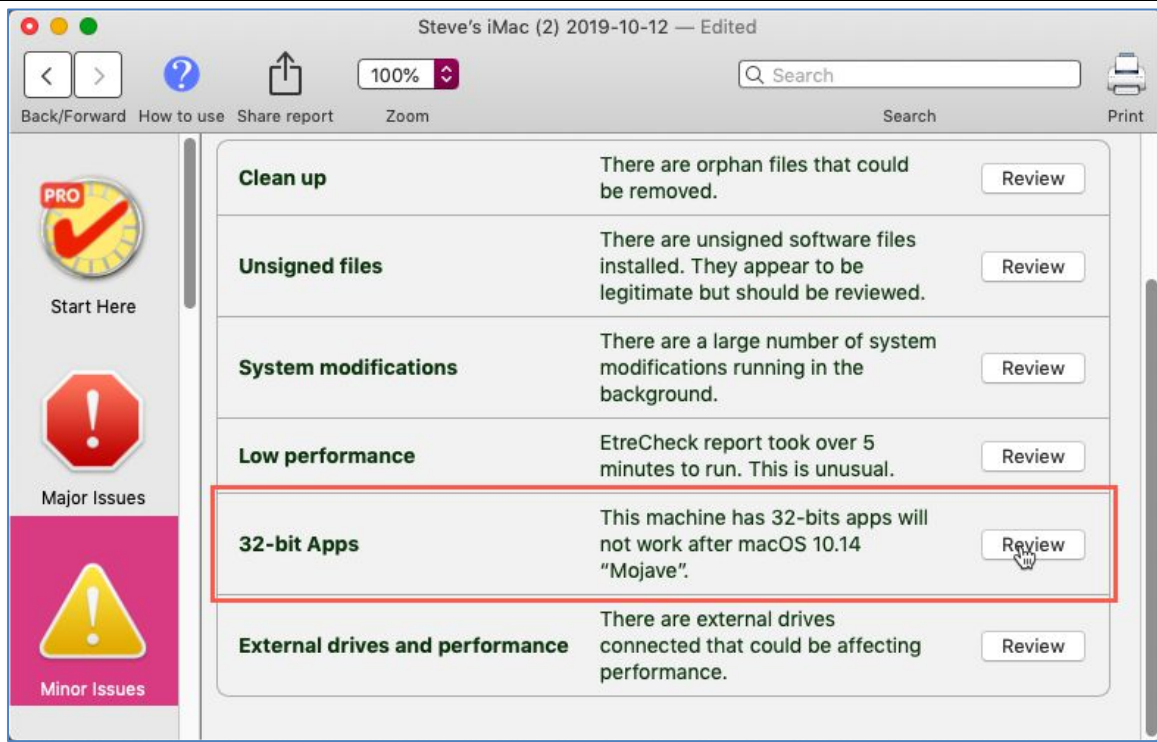 Steve's iMac (2) 2019-10-12 — Edited
100%
Search
Back/Forward How to use Share report Zoom Search Print
PRO
Start Here
Major Issues
Minor Issues
Clean up
There are orphan files that could
be removed.
Review
Unsigned files
There are unsigned software files
installed. They appear to be
legitimate but should be reviewed.
Review
System modifications
There are a large number of system
modifications running in the
background.
Review
Low performance
EtreCheck report took over 5
minutes to run. This is unusual.
Review
32-bit Apps
This machine has 32-bits apps will
not work after macOS 10.14
“Mojave”.
Review
External drives and performance
There are external drives
connected that could be affecting
performance.
Review